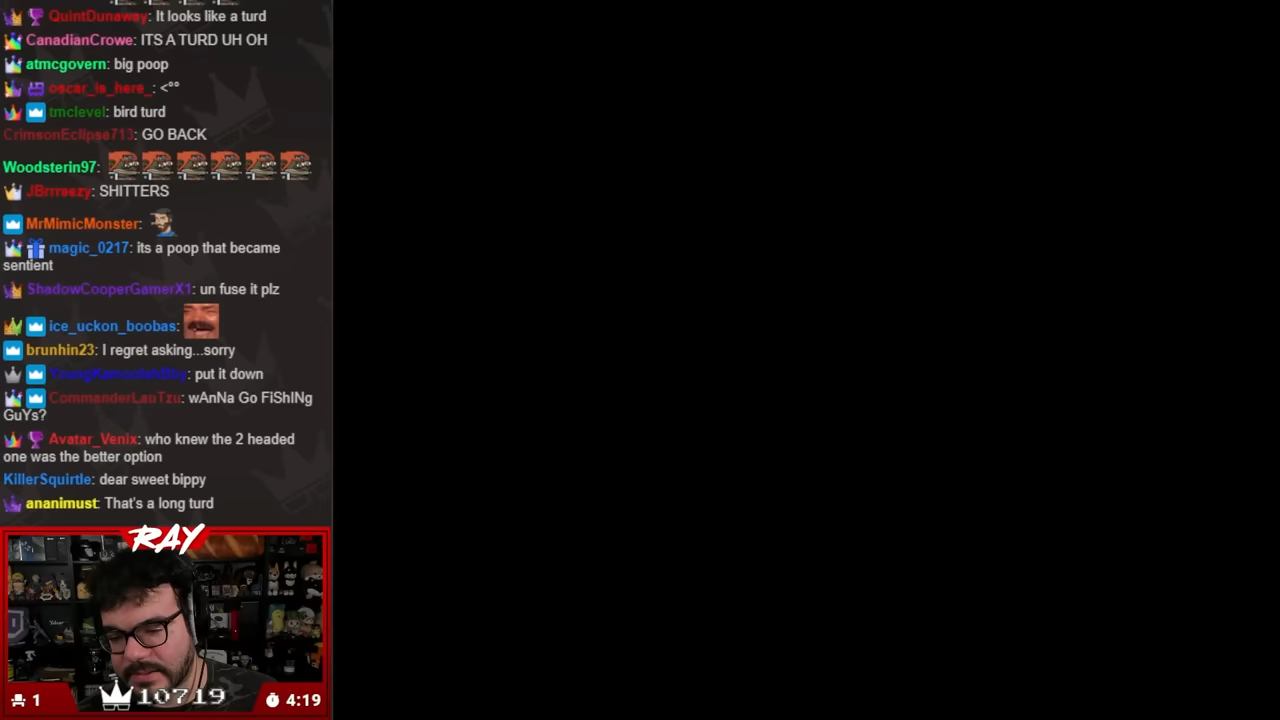 QuintDunaway: It looks like a turd
CanadianCrowe: ITS A TURD UH OH
atmcgovern: big poop
oscar_is_here_: <°°
tmclevel: bird turd
CrimsonEclipse713: GO BACK
Woodsterin97:
JBrrreezy: SHITTERS
MrMimicMonster:
magic_0217: its a poop that became
sentient
ShadowCooperGamerX1: un fuse it plz
ice_uckon_boobas:
brunhin23: I regret asking...sorry
put it down
CommanderLauTzu: wAnNa Go FiShINg
GuYs?
Avatar_Venix: who knew the 2 headed
one was the better option
KillerSquirtle: dear sweet bippy
ananimust: That's a long turd
RAY
1
10719
4:19